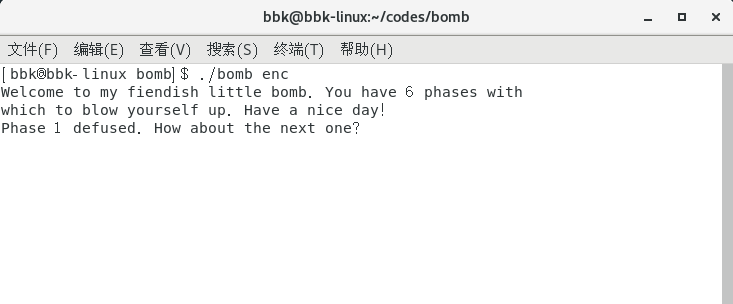 bbk@bbk-linux:~/codes/bomb
文件(F) 编辑(E) 查看(V) 搜索(S) 终端(T) 帮助(H)
[bbk@bbk-linux bomb]$ ./bomb enc
Welcome to my fiendish little bomb. You have 6 phases with
which to blow yourself up. Have a nice day!
Phase 1 defused. How about the next one?